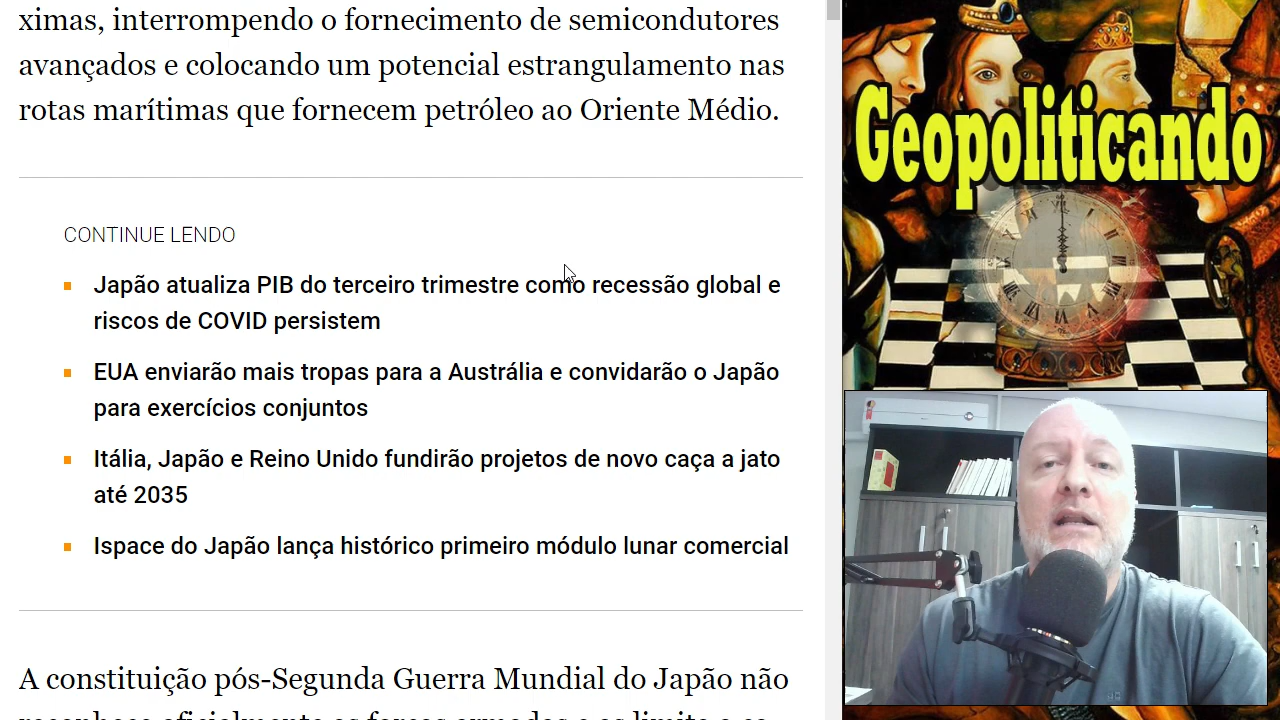 ximas, interrompendo o fornecimento de semicondutores
avançados e colocando um potencial estrangulamento nas
rotas marítimas que fornecem petróleo ao Oriente Médio.
CONTINUE LENDO
Japão atualiza PIB do terceiro trimestre como recessão global e
riscos de COVID persistem
EUA enviarão mais tropas para a Austrália e convidarão o Japão
para exercícios conjuntos
Itália, Japão e Reino Unido fundirão projetos de novo caça a jato
até 2035
Ispace do Japão lança histórico primeiro módulo lunar comercial
A constituição pós-Segunda Guerra Mundial do Japão não
Geopoliticando